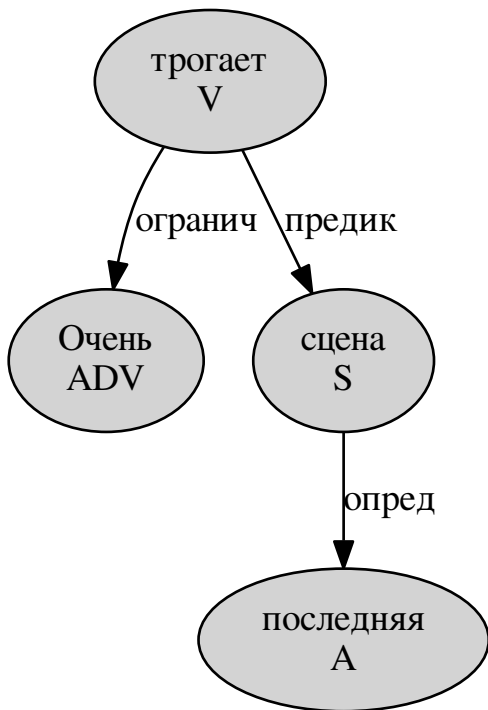 трогает
V
огранич
предик
Очень
ADV
сцена
S
опред
последняя
A